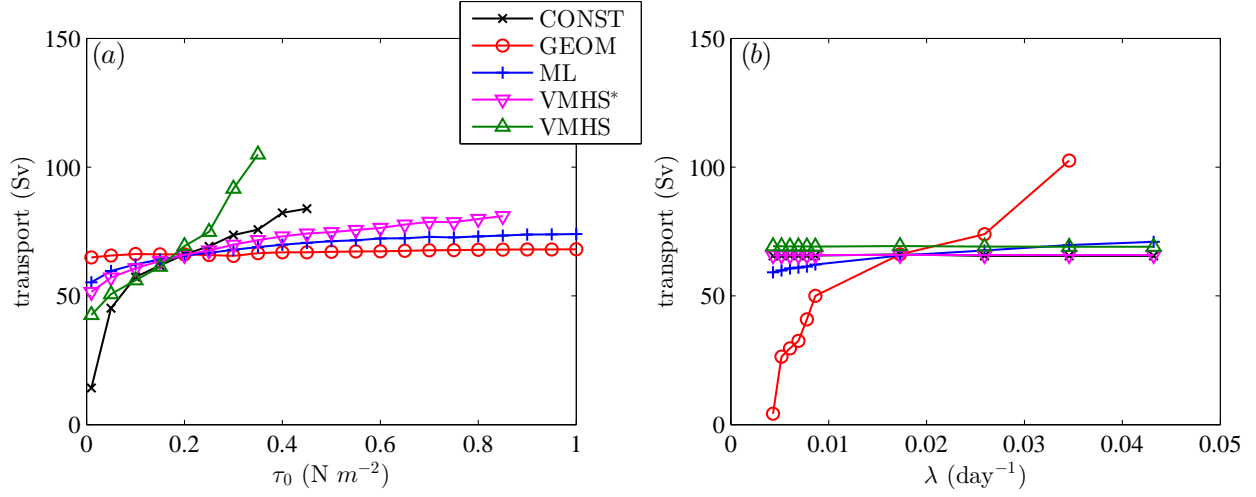 CONST
GEOM
ML
VMHS*
VMHS
(a)
150
100
50
0
transport (Sv)
0 0.2 0.4 0.6 0.8 1
τ₀ (N m⁻²)
(b)
150
100
50
0
transport (Sv)
0 0.01 0.02 0.03 0.04 0.05
λ (day⁻¹)